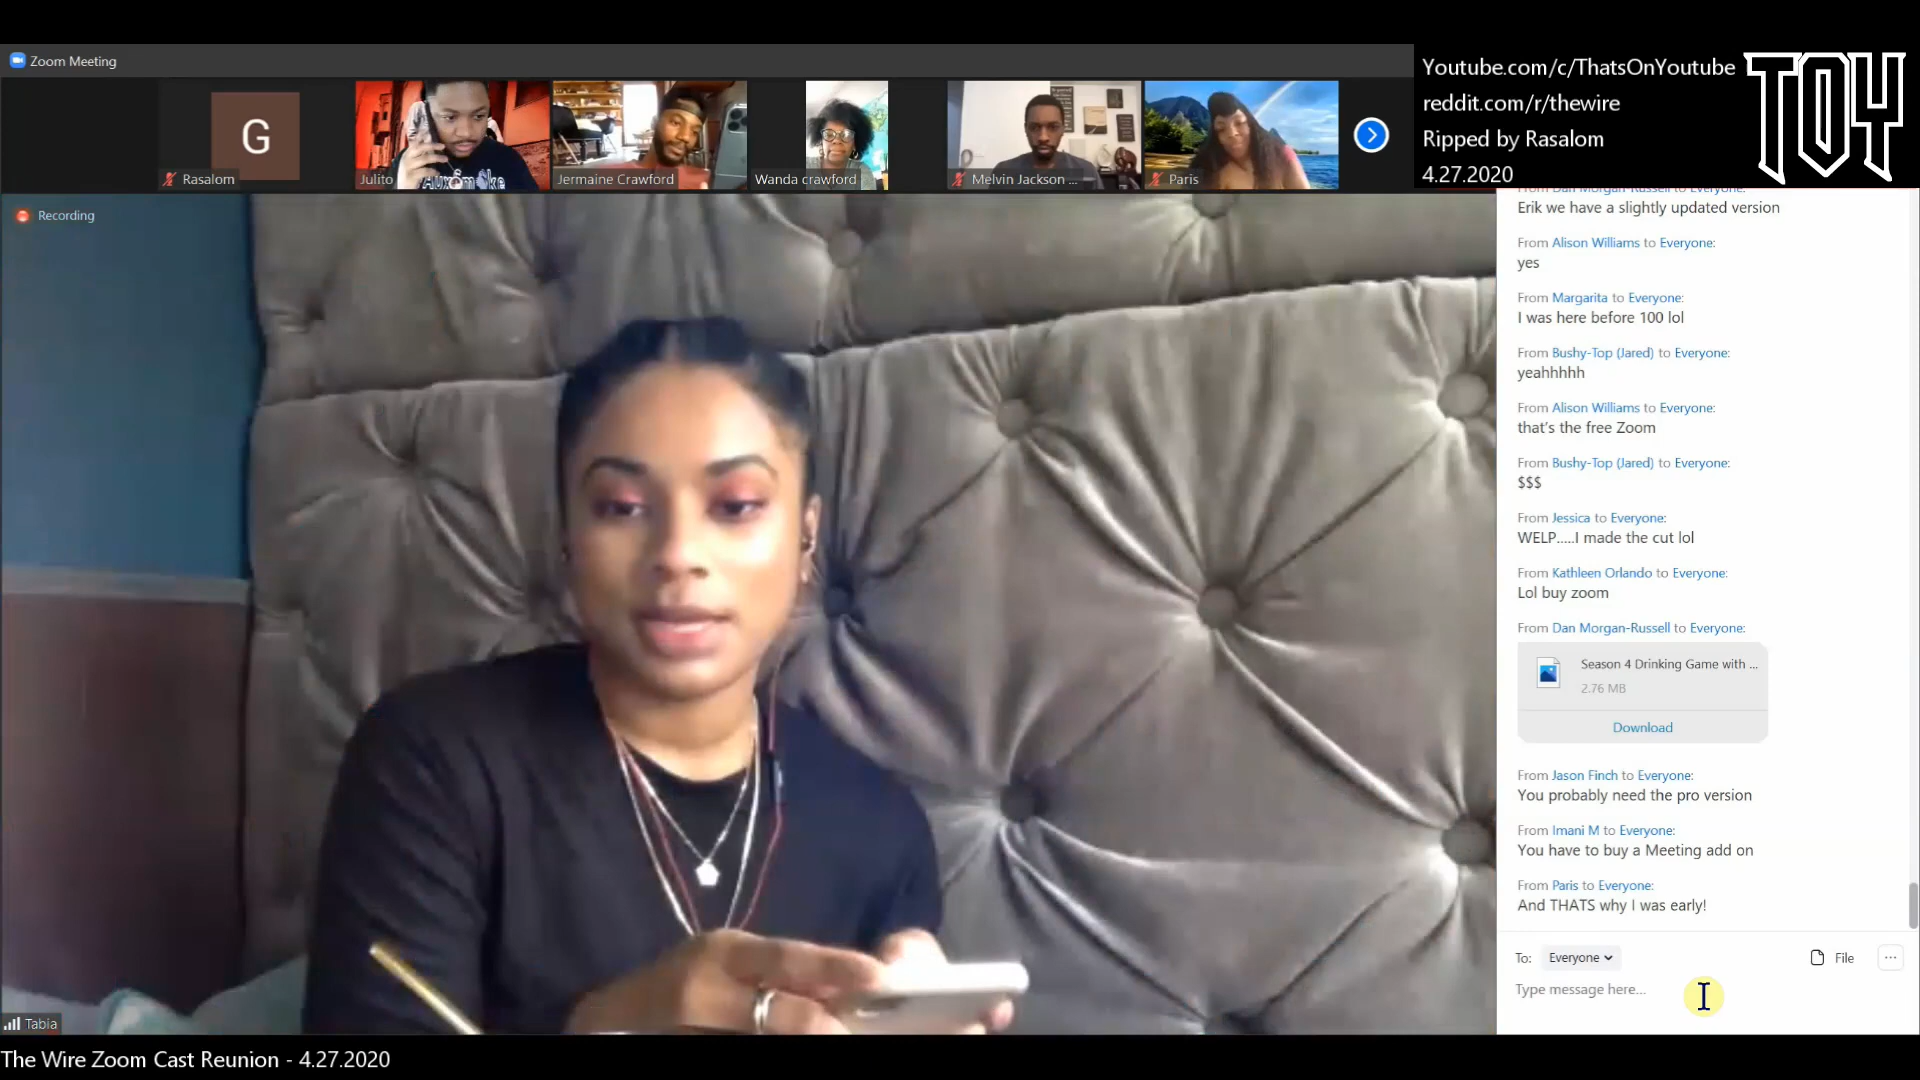 Zoom Meeting
G
Rasalom
Julito
Jermaine Crawford
Wanda crawford
Melvin Jackson ...
Paris
Youtube.com/c/ThatsOnYoutube
reddit.com/r/thewire
Ripped by Rasalom
4.27.2020
TOY
Recording
From Dan Morgan-Russell to Everyone:
Erik we have a slightly updated version
From Alison Williams to Everyone:
yes
From Margarita to Everyone:
I was here before 100 lol
From Bushy-Top (Jared) to Everyone:
yeahhhhh
From Alison Williams to Everyone:
that's the free Zoom
From Bushy-Top (Jared) to Everyone:
$$$
From Jessica to Everyone:
WELP.....I made the cut lol
From Kathleen Orlando to Everyone:
Lol buy zoom
From Dan Morgan-Russell to Everyone:
Season 4 Drinking Game with ...
2.76 MB
Download
From Jason Finch to Everyone:
You probably need the pro version
From Imani M to Everyone:
You have to buy a Meeting add on
From Paris to Everyone:
And THATS why I was early!
To: Everyone
File
...
Type message here...
Tabia
The Wire Zoom Cast Reunion - 4.27.2020